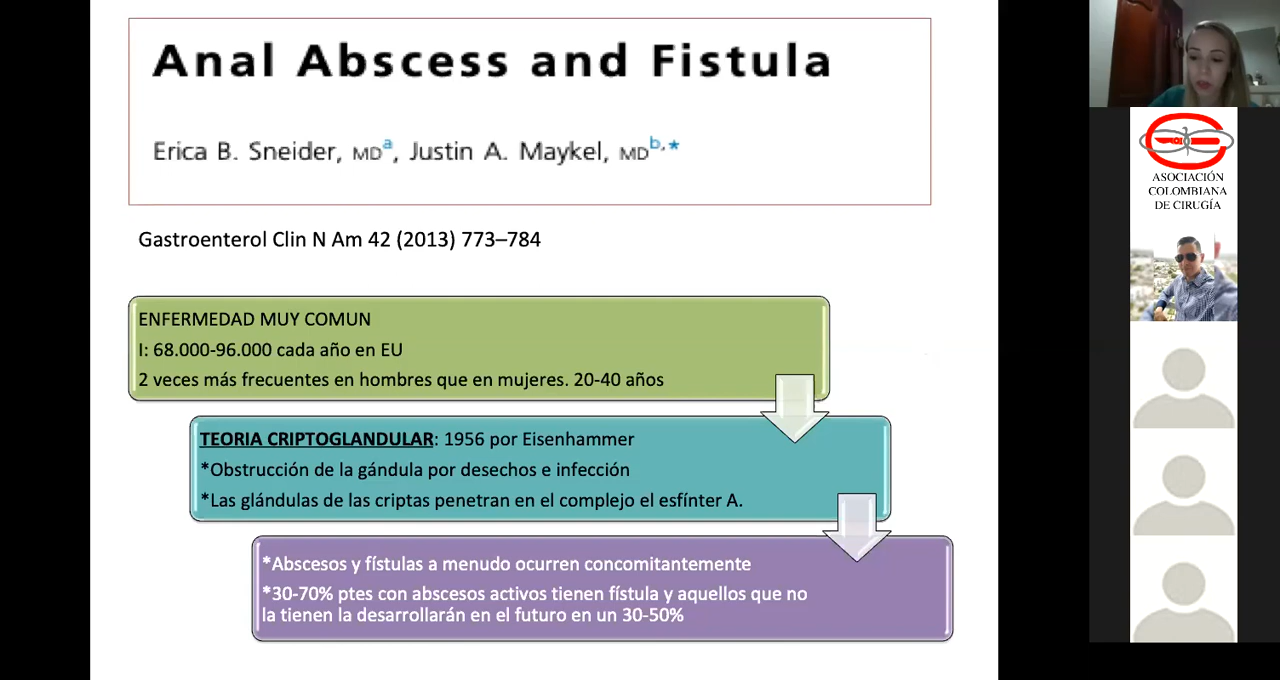 Anal Abscess and Fistula
Erica B. Sneider, MDa, Justin A. Maykel, MDb,*
Gastroenterol Clin N Am 42 (2013) 773–784
ENFERMEDAD MUY COMUN
I: 68.000-96.000 cada año en EU
2 veces más frecuentes en hombres que en mujeres. 20-40 años
TEORIA CRIPTOGLANDULAR: 1956 por Eisenhammer
*Obstrucción de la gándula por desechos e infección
*Las glándulas de las criptas penetran en el complejo el esfínter A.
*Abscesos y fístulas a menudo ocurren concomitantemente
*30-70% ptes con abscesos activos tienen fístula y aquellos que no
la tienen la desarrollarán en el futuro en un 30-50%
ASOCIACIÓN
COLOMBIANA
DE CIRUGÍA